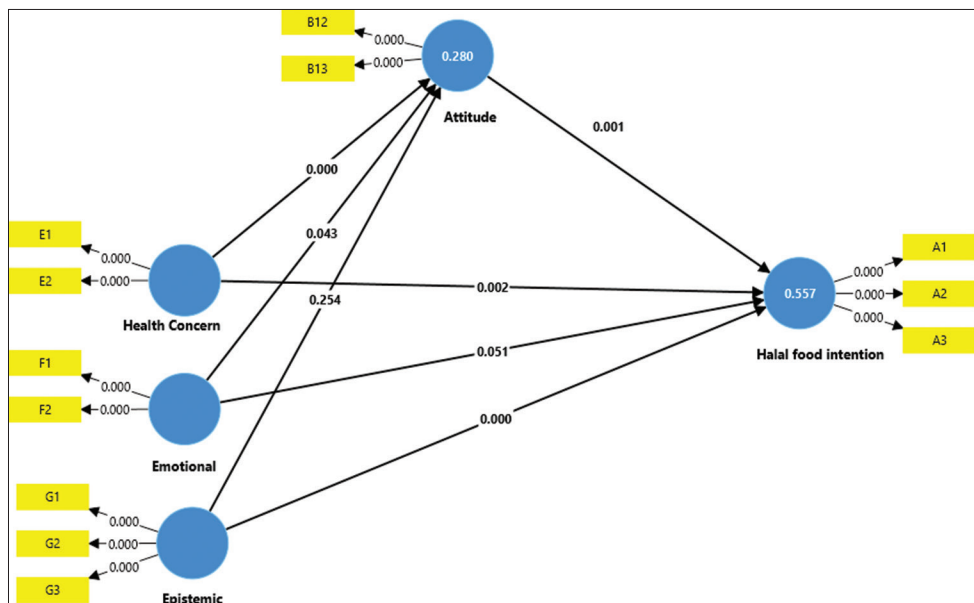 B12
0.000
0.000
B13
0.280
Attitude
0.001
0.000
0.043
0.254
E1
0.000
E2
0.000
Health Concern
0.002
0.557
Halal food intention
0.000
A1
0.000
A2
0.000
A3
F1
0.000
F2
0.000
Emotional
0.051
0.000
G1
0.000
G2
0.000
0.000
G3
Epistemic